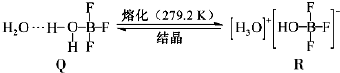 F
H₂O⋯H—O—B—F
H F
Q
熔化(279.2 K)
结晶
[H₃O]⁺[HO—B—F]⁻
F
F
R